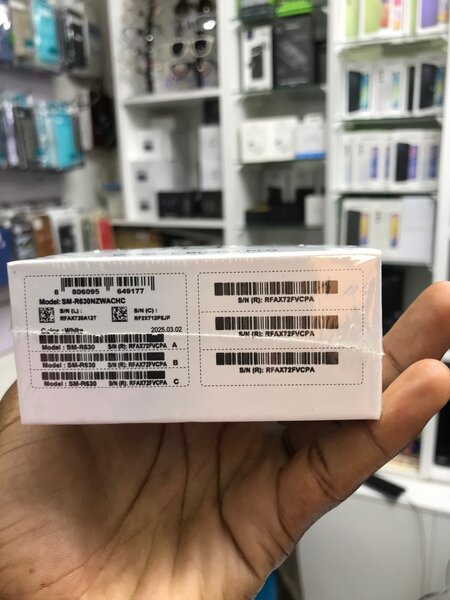 8 806095 649177
Model: SM-R630NZWACHC
S/N (L) :
RFAX730A12T
S/N (C) :
RF2X712P8JP
Color : White
2025.03.02
Model : SM-R630 S/N (R): RFAX72FVCPA A
Model : SM-R630 S/N (R): RFAX72FVCPA B
Model : SM-R630 S/N (R): RFAX72FVCPA C
S/N (R): RFAX72FVCPA
S/N (R): RFAX72FVCPA
S/N (R): RFAX72FVCPA